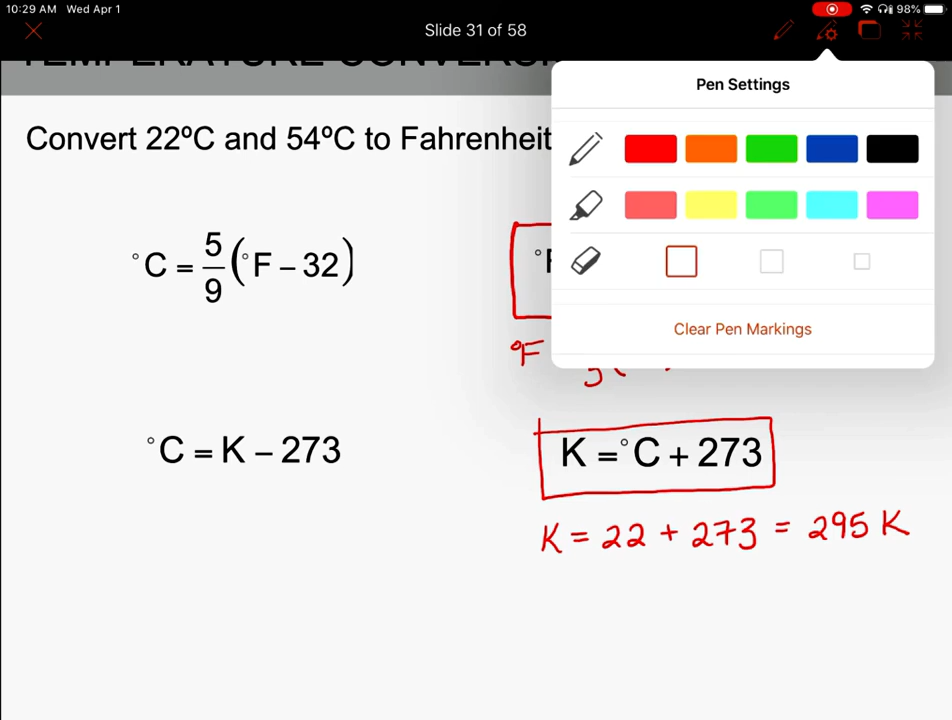 10:29 AM Wed Apr 1
98%
Slide 31 of 58
Pen Settings
Convert 22ºC and 54ºC to Fahrenheit
°C = 5/9 (°F – 32)
°F
Clear Pen Markings
°C = K – 273
K = °C + 273
K = 22 + 273 = 295 K